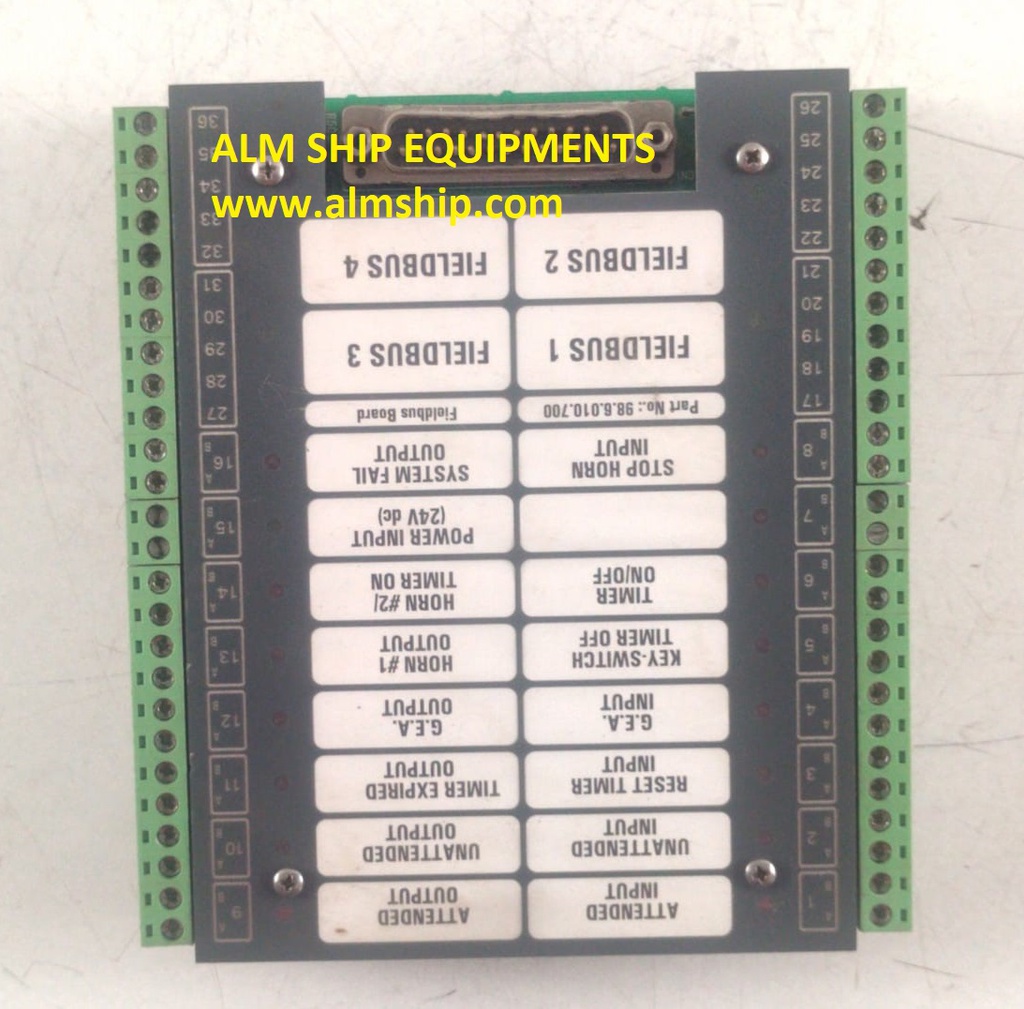 ALM SHIP EQUIPMENTS
www.almship.com
ATTENDED
INPUT
ATTENDED
OUTPUT
UNATTENDED
INPUT
UNATTENDED
OUTPUT
RESET TIMER
INPUT
TIMER EXPIRED
OUTPUT
G.E.A.
INPUT
G.E.A.
OUTPUT
KEY-SWITCH
TIMER OFF
HORN #1
OUTPUT
TIMER
ON/OFF
HORN #2/
TIMER ON
POWER INPUT
(24V dc)
STOP HORN
INPUT
SYSTEM FAIL
OUTPUT
Part No.: 98.6.010.700
Fieldbus Board
FIELDBUS 1
FIELDBUS 3
FIELDBUS 2
FIELDBUS 4
1
2
3
4
5
6
7
8
17
18
19
20
21
22
23
24
25
26
9
10
11
12
13
14
15
16
27
28
29
30
31
32
33
34
36